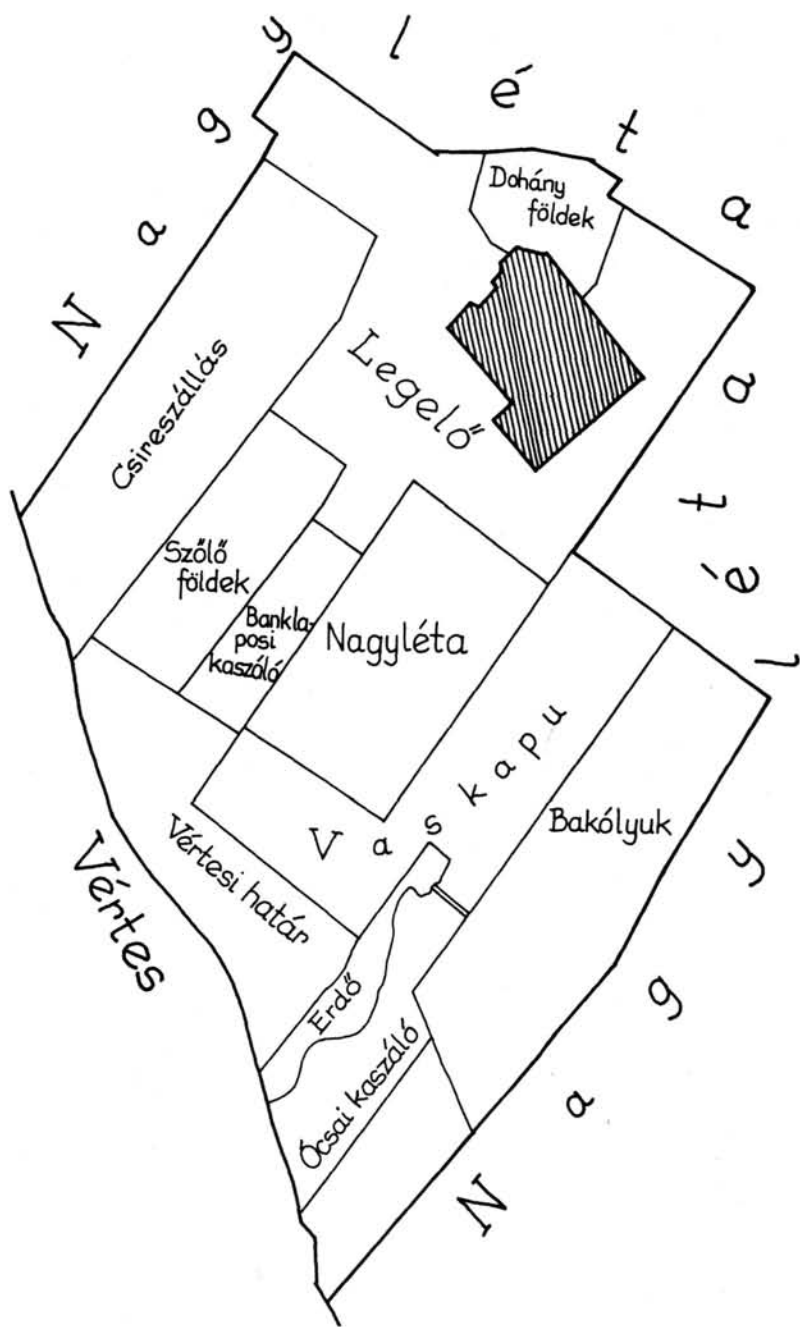 Nagyléta
Dohány
földek
Legelő
Csireszállás
Szőlő
földek
Bankla-
posi
kaszóló
Nagyléta
Vaskapu
Bakólyuk
Vértesi határ
Vértes
Erdő
Ócsai kaszáló
Nagyléta